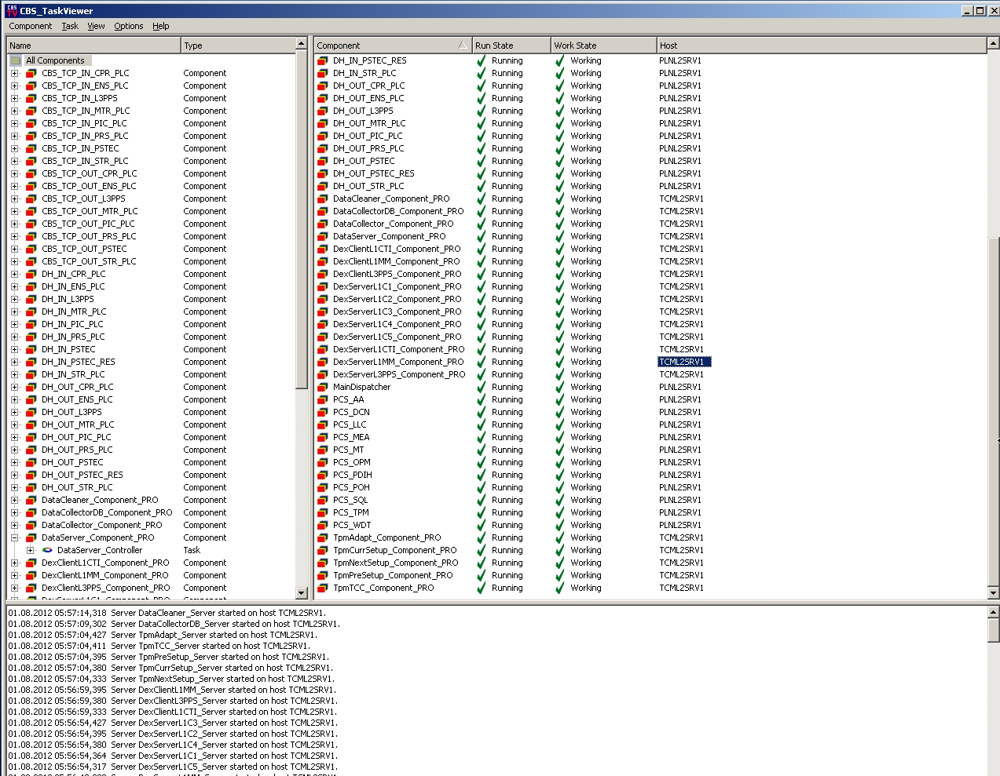 CBS TV CBS_TaskViewer
Component Task View Options Help
Name Type
All Components
CBS_TCP_IN_CPR_PLC Component
CBS_TCP_IN_ENS_PLC Component
CBS_TCP_IN_L3PPS Component
CBS_TCP_IN_MTR_PLC Component
CBS_TCP_IN_PIC_PLC Component
CBS_TCP_IN_PRS_PLC Component
CBS_TCP_IN_PSTEC Component
CBS_TCP_IN_STR_PLC Component
CBS_TCP_OUT_CPR_PLC Component
CBS_TCP_OUT_ENS_PLC Component
CBS_TCP_OUT_L3PPS Component
CBS_TCP_OUT_MTR_PLC Component
CBS_TCP_OUT_PIC_PLC Component
CBS_TCP_OUT_PRS_PLC Component
CBS_TCP_OUT_PSTEC Component
CBS_TCP_OUT_STR_PLC Component
DH_IN_CPR_PLC Component
DH_IN_ENS_PLC Component
DH_IN_L3PPS Component
DH_IN_MTR_PLC Component
DH_IN_PIC_PLC Component
DH_IN_PRS_PLC Component
DH_IN_PSTEC Component
DH_IN_PSTEC_RES Component
DH_IN_STR_PLC Component
DH_OUT_CPR_PLC Component
DH_OUT_ENS_PLC Component
DH_OUT_L3PPS Component
DH_OUT_MTR_PLC Component
DH_OUT_PIC_PLC Component
DH_OUT_PRS_PLC Component
DH_OUT_PSTEC Component
DH_OUT_PSTEC_RES Component
DH_OUT_STR_PLC Component
DataCleaner_Component_PRO Component
DataCollectorDB_Component_PRO Component
DataCollector_Component_PRO Component
DataServer_Component_PRO Component
DataServer_Controller Task
DexClientL1CTI_Component_PRO Component
DexClientL1MM_Component_PRO Component
DexClientL3PPS_Component_PRO Component
Component Run State Work State Host
DH_IN_PSTEC_RES Running Working PLNL2SRV1
DH_IN_STR_PLC Running Working PLNL2SRV1
DH_OUT_CPR_PLC Running Working PLNL2SRV1
DH_OUT_ENS_PLC Running Working PLNL2SRV1
DH_OUT_L3PPS Running Working PLNL2SRV1
DH_OUT_MTR_PLC Running Working PLNL2SRV1
DH_OUT_PIC_PLC Running Working PLNL2SRV1
DH_OUT_PRS_PLC Running Working PLNL2SRV1
DH_OUT_PSTEC Running Working PLNL2SRV1
DH_OUT_PSTEC_RES Running Working PLNL2SRV1
DH_OUT_STR_PLC Running Working PLNL2SRV1
DataCleaner_Component_PRO Running Working TCML2SRV1
DataCollectorDB_Component_PRO Running Working TCML2SRV1
DataCollector_Component_PRO Running Working TCML2SRV1
DataServer_Component_PRO Running Working TCML2SRV1
DexClientL1CTI_Component_PRO Running Working TCML2SRV1
DexClientL1MM_Component_PRO Running Working TCML2SRV1
DexClientL3PPS_Component_PRO Running Working TCML2SRV1
DexServerL1C1_Component_PRO Running Working TCML2SRV1
DexServerL1C2_Component_PRO Running Working TCML2SRV1
DexServerL1C3_Component_PRO Running Working TCML2SRV1
DexServerL1C4_Component_PRO Running Working TCML2SRV1
DexServerL1C5_Component_PRO Running Working TCML2SRV1
DexServerL1CTI_Component_PRO Running Working TCML2SRV1
DexServerL1MM_Component_PRO Running Working TCML2SRV1
DexServerL3PPS_Component_PRO Running Working TCML2SRV1
MainDispatcher Running Working PLNL2SRV1
PCS_AA Running Working PLNL2SRV1
PCS_DCN Running Working PLNL2SRV1
PCS_LLC Running Working PLNL2SRV1
PCS_MEA Running Working PLNL2SRV1
PCS_MT Running Working PLNL2SRV1
PCS_OPM Running Working PLNL2SRV1
PCS_PDIH Running Working PLNL2SRV1
PCS_POH Running Working PLNL2SRV1
PCS_SQL Running Working PLNL2SRV1
PCS_TPM Running Working PLNL2SRV1
PCS_WDT Running Working PLNL2SRV1
TpmAdapt_Component_PRO Running Working TCML2SRV1
TpmCurrSetup_Component_PRO Running Working TCML2SRV1
TpmNextSetup_Component_PRO Running Working TCML2SRV1
TpmPreSetup_Component_PRO Running Working TCML2SRV1
TpmTCC_Component_PRO Running Working TCML2SRV1
01.08.2012 05:57:14,318 Server DataCleaner_Server started on host TCML2SRV1.
01.08.2012 05:57:09,302 Server DataCollectorDB_Server started on host TCML2SRV1.
01.08.2012 05:57:04,427 Server TpmAdapt_Server started on host TCML2SRV1.
01.08.2012 05:57:04,411 Server TpmTCC_Server started on host TCML2SRV1.
01.08.2012 05:57:04,395 Server TpmPreSetup_Server started on host TCML2SRV1.
01.08.2012 05:57:04,380 Server TpmCurrSetup_Server started on host TCML2SRV1.
01.08.2012 05:57:04,333 Server TpmNextSetup_Server started on host TCML2SRV1.
01.08.2012 05:56:59,395 Server DexClientL1MM_Server started on host TCML2SRV1.
01.08.2012 05:56:59,380 Server DexClientL3PPS_Server started on host TCML2SRV1.
01.08.2012 05:56:59,333 Server DexClientL1CTI_Server started on host TCML2SRV1.
01.08.2012 05:56:54,427 Server DexServerL1C3_Server started on host TCML2SRV1.
01.08.2012 05:56:54,395 Server DexServerL1C2_Server started on host TCML2SRV1.
01.08.2012 05:56:54,380 Server DexServerL1C4_Server started on host TCML2SRV1.
01.08.2012 05:56:54,364 Server DexServerL1C1_Server started on host TCML2SRV1.
01.08.2012 05:56:54,317 Server DexServerL1C5_Server started on host TCML2SRV1.